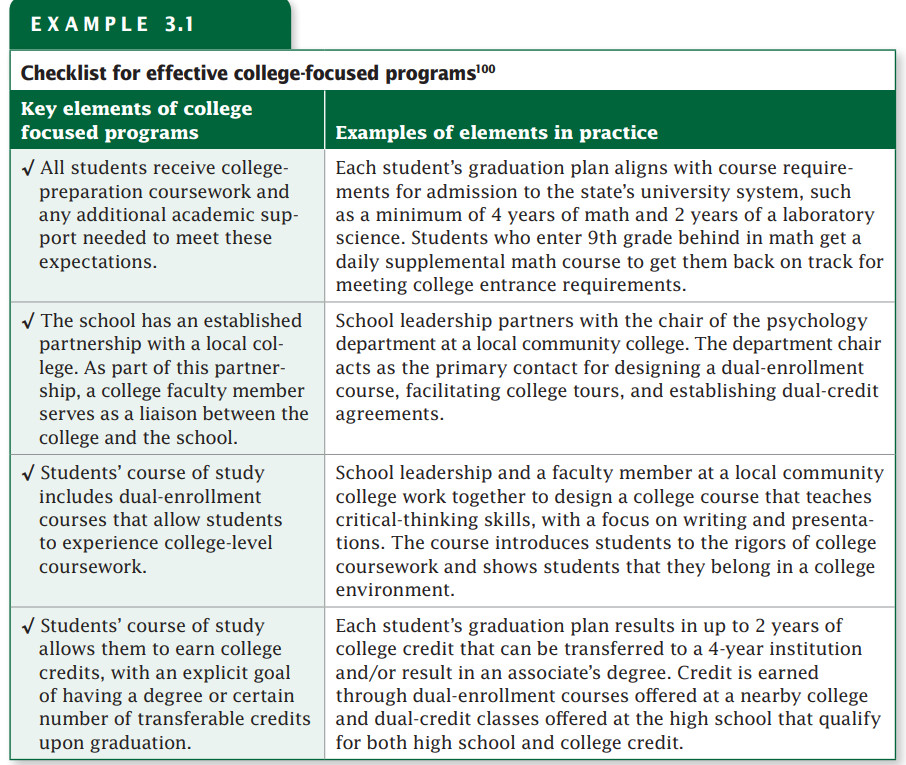 EXAMPLE 3.1
Checklist for effective college-focused programs100
Key elements of college
focused programs
Examples of elements in practice
√ All students receive college-
preparation coursework and
any additional academic sup-
port needed to meet these
expectations.
Each student’s graduation plan aligns with course require-
ments for admission to the state’s university system, such
as a minimum of 4 years of math and 2 years of a laboratory
science. Students who enter 9th grade behind in math get a
daily supplemental math course to get them back on track for
meeting college entrance requirements.
√ The school has an established
partnership with a local col-
lege. As part of this partner-
ship, a college faculty member
serves as a liaison between the
college and the school.
School leadership partners with the chair of the psychology
department at a local community college. The department chair
acts as the primary contact for designing a dual-enrollment
course, facilitating college tours, and establishing dual-credit
agreements.
√ Students’ course of study
includes dual-enrollment
courses that allow students
to experience college-level
coursework.
School leadership and a faculty member at a local community
college work together to design a college course that teaches
critical-thinking skills, with a focus on writing and presenta-
tions. The course introduces students to the rigors of college
coursework and shows students that they belong in a college
environment.
√ Students’ course of study
allows them to earn college
credits, with an explicit goal
of having a degree or certain
number of transferable credits
upon graduation.
Each student’s graduation plan results in up to 2 years of
college credit that can be transferred to a 4-year institution
and/or result in an associate’s degree. Credit is earned
through dual-enrollment courses offered at a nearby college
and dual-credit classes offered at the high school that qualify
for both high school and college credit.